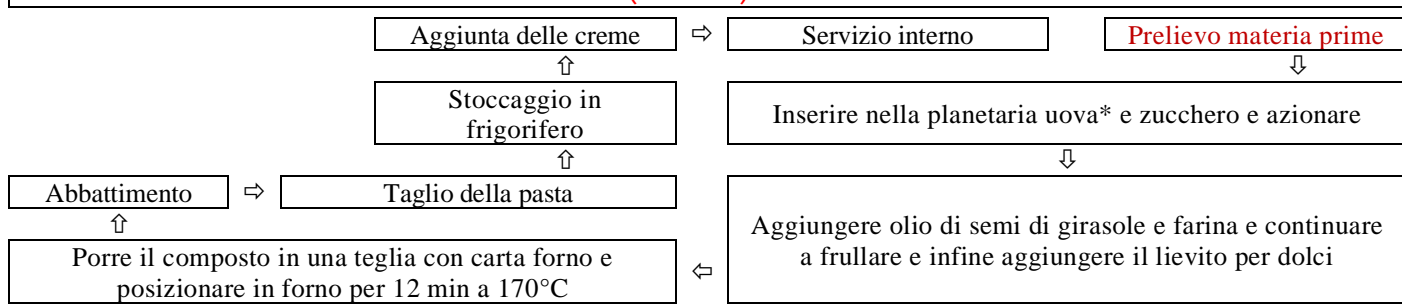 Aggiunta delle creme ⇨ Servizio interno Prelievo materia prime
⇧ ⇩
Stoccaggio in
frigorifero
Inserire nella planetaria uova* e zucchero e azionare
⇧ ⇩
Abbattimento ⇨ Taglio della pasta
⇧
Aggiungere olio di semi di girasole e farina e continuare
a frullare e infine aggiungere il lievito per dolci
⇦
Porre il composto in una teglia con carta forno e
posizionare in forno per 12 min a 170°C